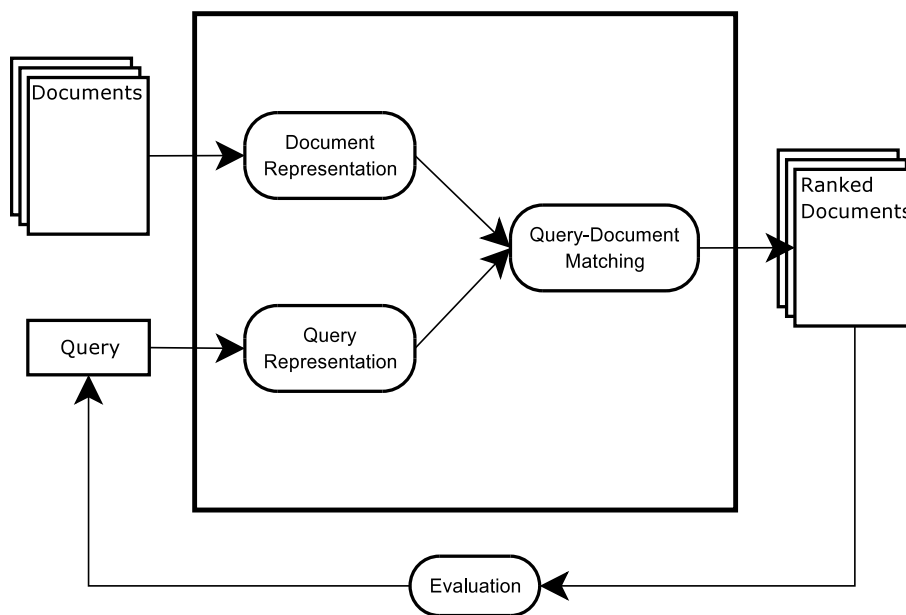 Documents
Document
Representation
Ranked
Documents
Query-Document
Matching
Query
Query
Representation
Evaluation